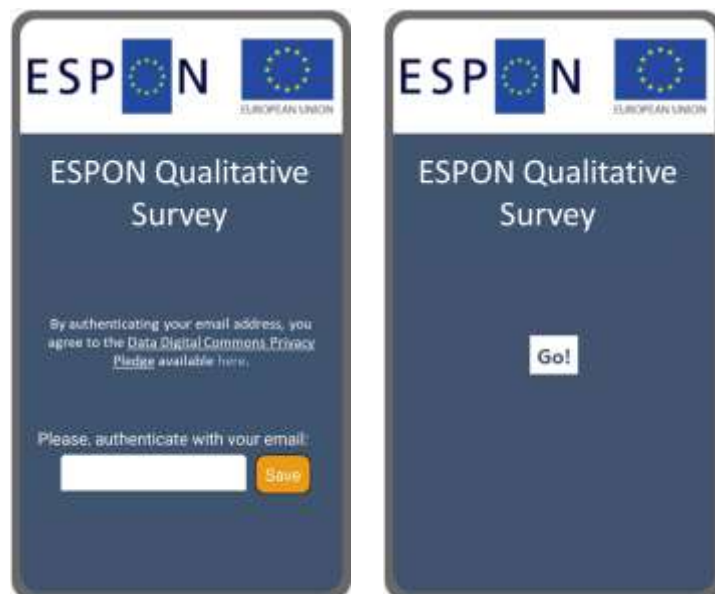 ESPON
EUROPEAN UNION
ESPON Qualitative
Survey
By authenticating your email address, you
agree to the Data Digital Commons Privacy
Pledge available here.
Please, authenticate with your email:
Save
ESPON
EUROPEAN UNION
ESPON Qualitative
Survey
Go!